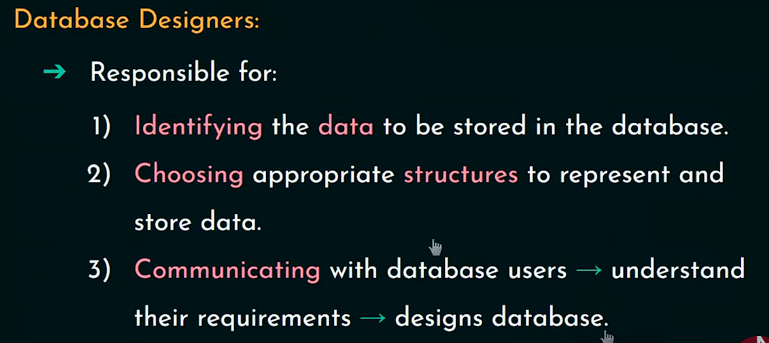 Database Designers:
➔ Responsible for:
1) Identifying the data to be stored in the database.
2) Choosing appropriate structures to represent and
store data.
3) Communicating with database users → understand
their requirements → designs database.